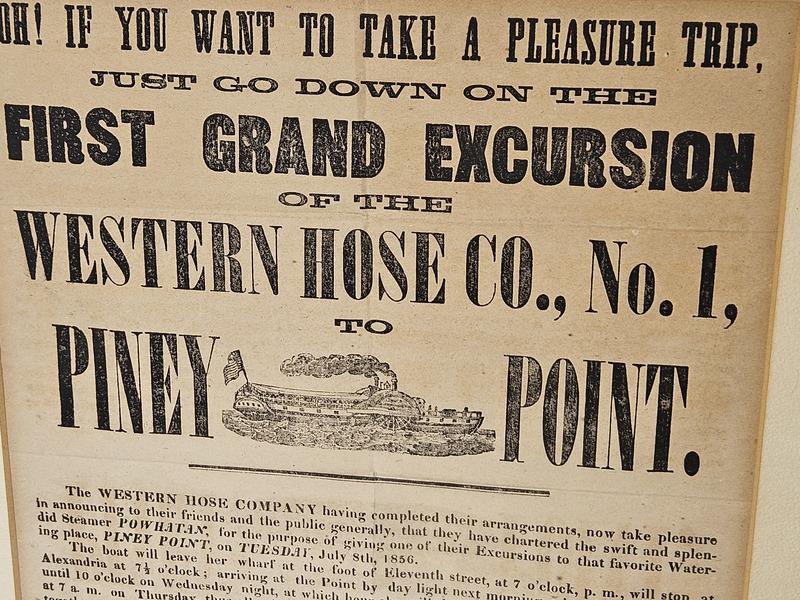 OH! IF YOU WANT TO TAKE A PLEASURE TRIP,
JUST GO DOWN ON THE
FIRST GRAND EXCURSION
OF THE
WESTERN HOSE CO., No. 1,
TO
PINEY POINT.
The WESTERN HOSE COMPANY having completed their arrangements, now take pleasure
in announcing to their friends and the public generally, that they have chartered the swift and splen-
did Steamer POWHATAN, for the purpose of giving one of their Excursions to that favorite Water-
ing place, PINEY POINT, on TUESDAY, July 8th, 1856.
The boat will leave her wharf at the foot of Eleventh street, at 7 o'clock, p. m., will stop at
Alexandria at 7½ o'clock; arriving at the Point by day light next morning
until 10 o'clock on Wednesday night, at which hour
at 7 a. m. on Thursday